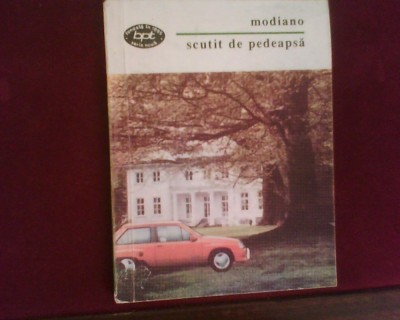 bpt
modiano
scutit de pedeapsă